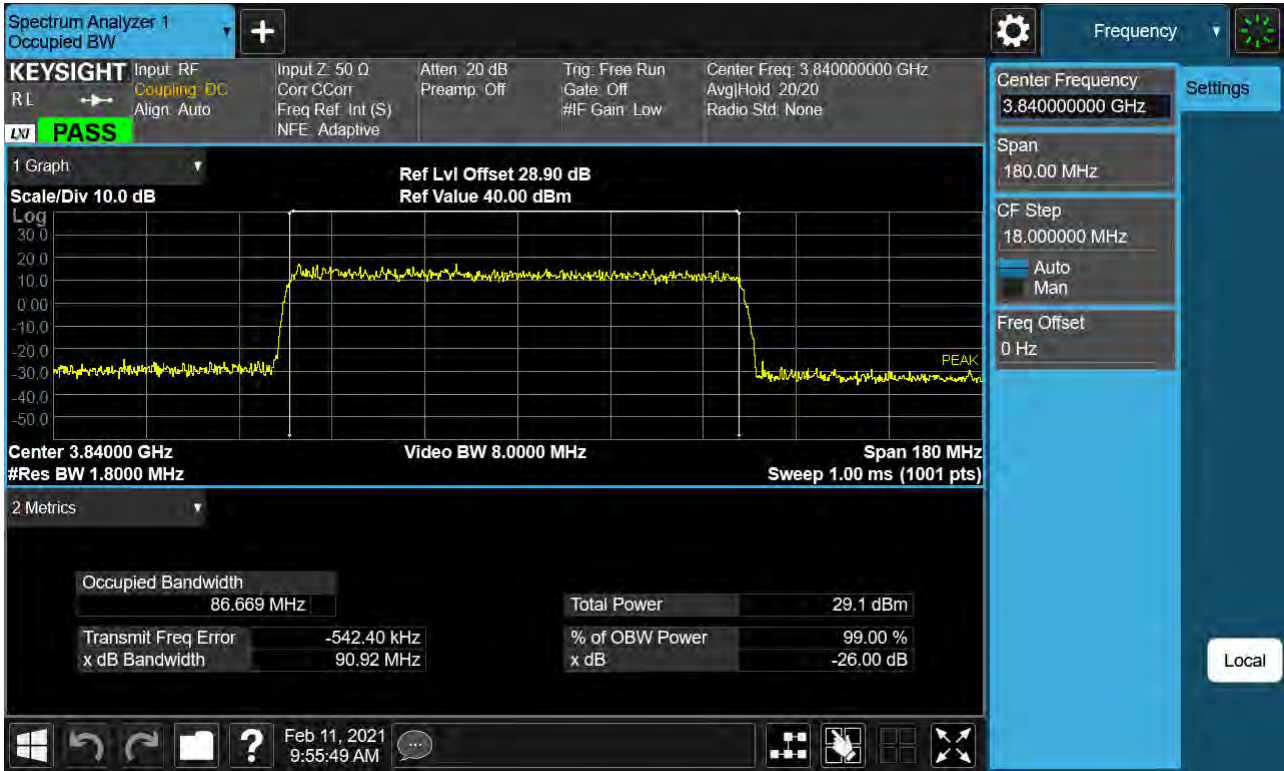 Spectrum Analyzer 1
Occupied BW
Frequency
KEYSIGHT
RL
LXI
PASS
Input: RF
Coupling: DC
Align: Auto
Input Z: 50 Ω
Corr CCorr
Freq Ref: Int (S)
NFE: Adaptive
Atten: 20 dB
Preamp: Off
Trig: Free Run
Gate: Off
#IF Gain: Low
Center Freq: 3.840000000 GHz
Avg|Hold: 20/20
Radio Std: None
1 Graph
Scale/Div 10.0 dB
Ref Lvl Offset 28.90 dB
Ref Value 40.00 dBm
Log
30.0
20.0
10.0
0.00
-10.0
-20.0
-30.0
-40.0
-50.0
PEAK
Center 3.84000 GHz
#Res BW 1.8000 MHz
Video BW 8.0000 MHz
Span 180 MHz
Sweep 1.00 ms (1001 pts)
2 Metrics
Occupied Bandwidth
86.669 MHz
Transmit Freq Error -542.40 kHz
x dB Bandwidth 90.92 MHz
Total Power 29.1 dBm
% of OBW Power 99.00 %
x dB -26.00 dB
Center Frequency
3.840000000 GHz
Span
180.00 MHz
CF Step
18.000000 MHz
Auto
Man
Freq Offset
0 Hz
Settings
Local
Feb 11, 2021
9:55:49 AM